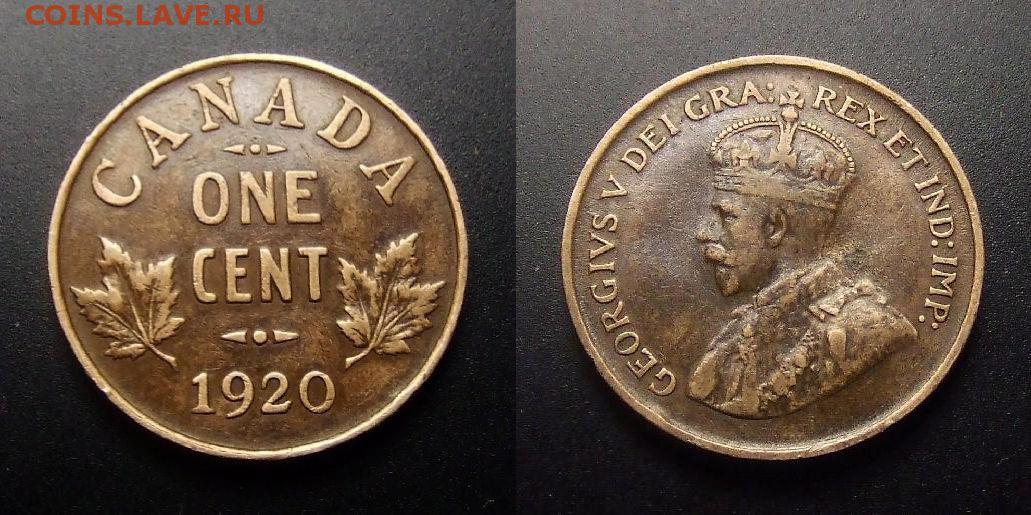 COINS.LAVE.RU
CANADA
ONE
CENT
1920
GEORGIVS V DEI GRA: REX ET IND: IMP: